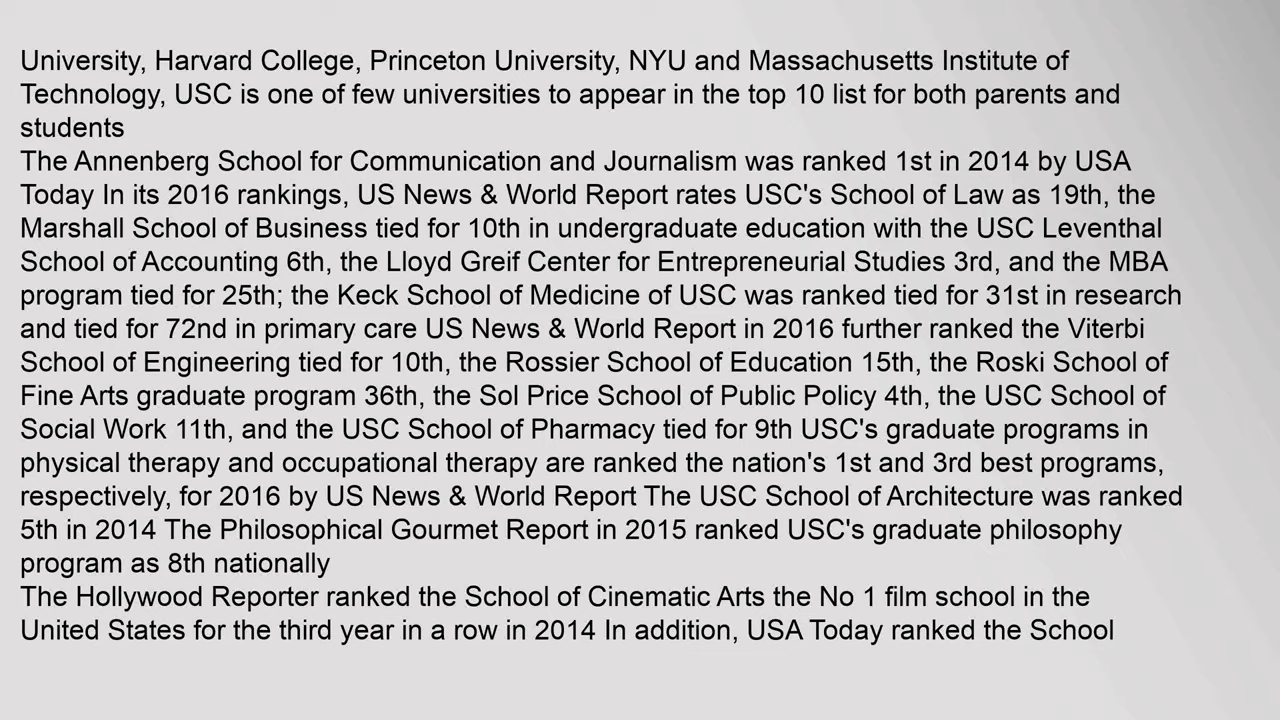 University, Harvard College, Princeton University, NYU and Massachusetts Institute of
Technology, USC is one of few universities to appear in the top 10 list for both parents and
students
The Annenberg School for Communication and Journalism was ranked 1st in 2014 by USA
Today In its 2016 rankings, US News & World Report rates USC's School of Law as 19th, the
Marshall School of Business tied for 10th in undergraduate education with the USC Leventhal
School of Accounting 6th, the Lloyd Greif Center for Entrepreneurial Studies 3rd, and the MBA
program tied for 25th; the Keck School of Medicine of USC was ranked tied for 31st in research
and tied for 72nd in primary care US News & World Report in 2016 further ranked the Viterbi
School of Engineering tied for 10th, the Rossier School of Education 15th, the Roski School of
Fine Arts graduate program 36th, the Sol Price School of Public Policy 4th, the USC School of
Social Work 11th, and the USC School of Pharmacy tied for 9th USC's graduate programs in
physical therapy and occupational therapy are ranked the nation's 1st and 3rd best programs,
respectively, for 2016 by US News & World Report The USC School of Architecture was ranked
5th in 2014 The Philosophical Gourmet Report in 2015 ranked USC's graduate philosophy
program as 8th nationally
The Hollywood Reporter ranked the School of Cinematic Arts the No 1 film school in the
United States for the third year in a row in 2014 In addition, USA Today ranked the School